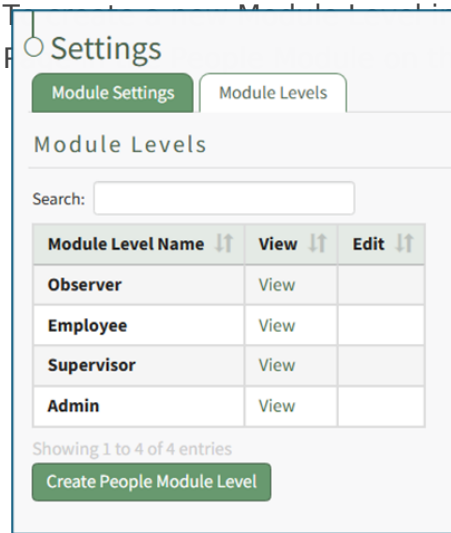 Settings
Module Settings Module Levels
Module Levels
Search:
Module Level Name View Edit
Observer View
Employee View
Supervisor View
Admin View
Showing 1 to 4 of 4 entries
Create People Module Level